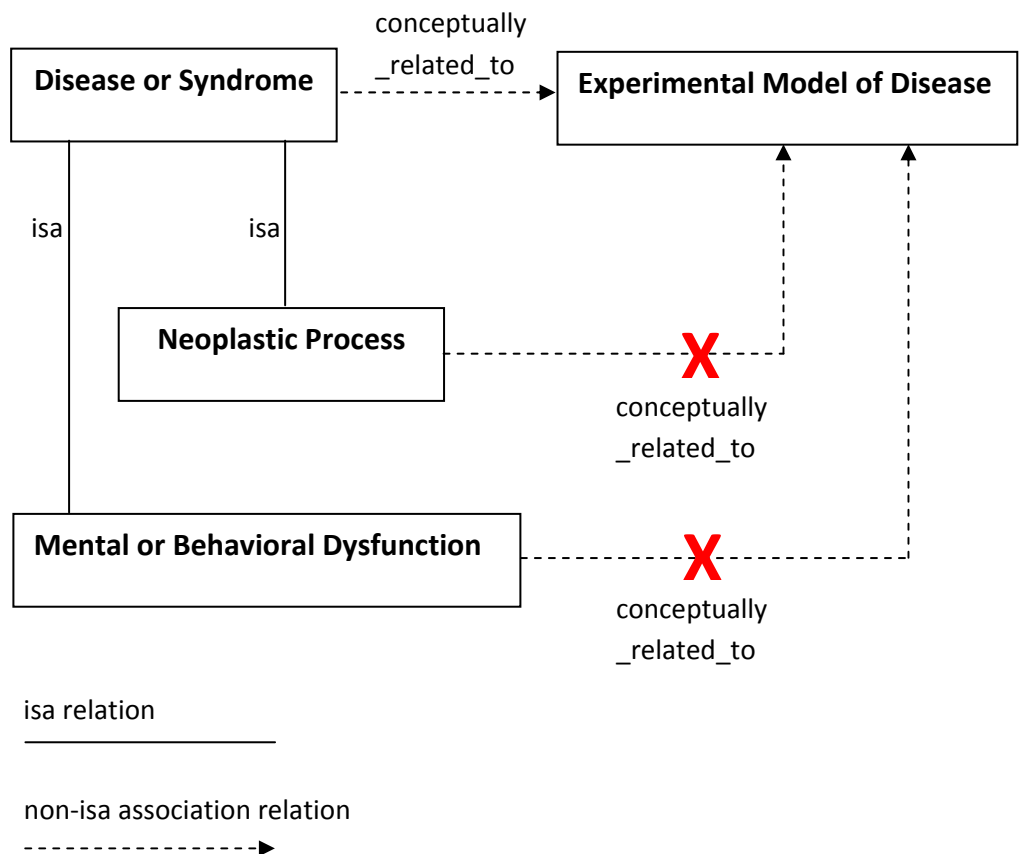 conceptually
_related_to
Disease or Syndrome
Experimental Model of Disease
isa
isa
Neoplastic Process
X
conceptually
_related_to
Mental or Behavioral Dysfunction
X
conceptually
_related_to
isa relation
non-isa association relation